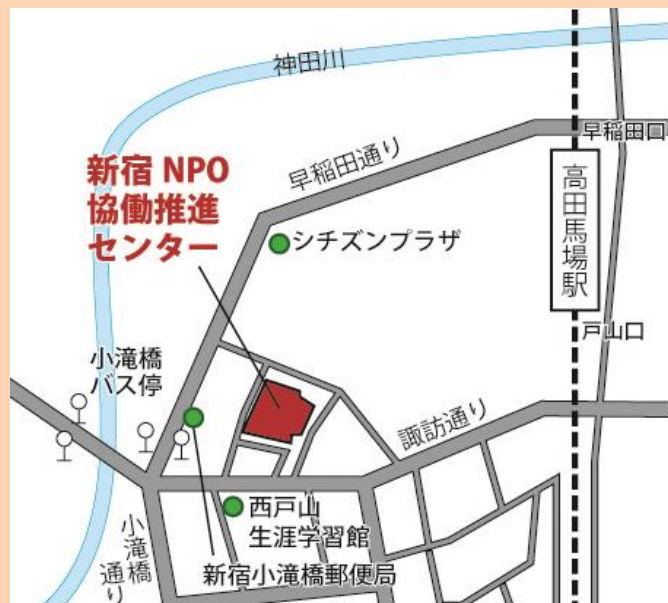 神田川
早稲田通り
早稲田口
新宿 NPO
協働推進
センター
シチズンプラザ
高田馬場駅
戸山口
小滝橋
バス停
諏訪通り
西戸山
生涯学習館
小滝橋通り
新宿小滝橋郵便局